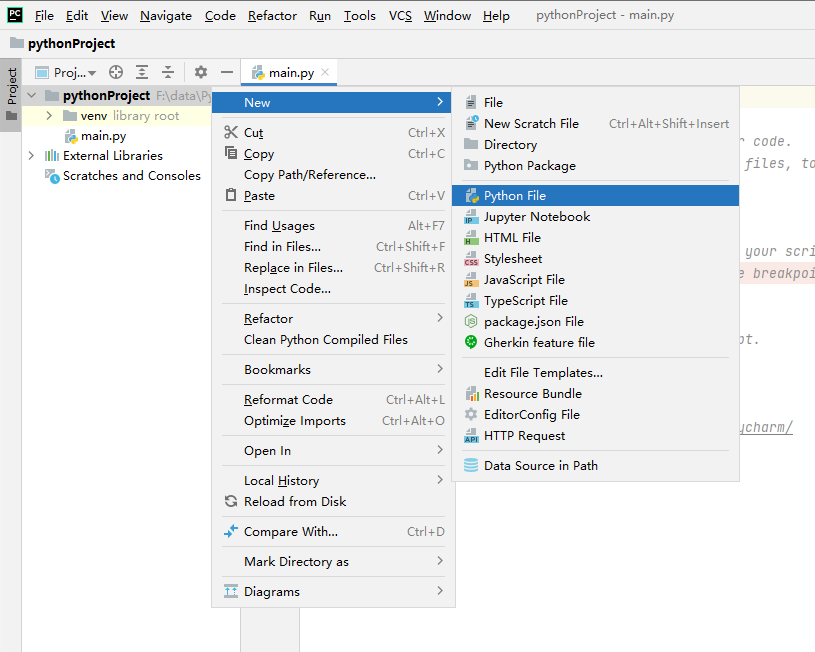 PC File Edit View Navigate Code Refactor Run Tools VCS Window Help pythonProject - main.py
pythonProject
Project
Proj... main.py
pythonProject F:\data\Py
venv library root
main.py
External Libraries
Scratches and Consoles
New
Cut Ctrl+X
Copy Ctrl+C
Copy Path/Reference...
Paste Ctrl+V
Find Usages Alt+F7
Find in Files... Ctrl+Shift+F
Replace in Files... Ctrl+Shift+R
Inspect Code...
Refactor
Clean Python Compiled Files
Bookmarks
Reformat Code Ctrl+Alt+L
Optimize Imports Ctrl+Alt+O
Open In
Local History
Reload from Disk
Compare With... Ctrl+D
Mark Directory as
Diagrams
File
New Scratch File Ctrl+Alt+Shift+Insert
Directory
Python Package
Python File
IP Jupyter Notebook
H HTML File
CSS Stylesheet
JS JavaScript File
TS TypeScript File
JS package.json File
Gherkin feature file
Edit File Templates...
Resource Bundle
EditorConfig File
API HTTP Request
Data Source in Path
r code.
files, to
your scri
e breakpoi
pt.
ycharm/